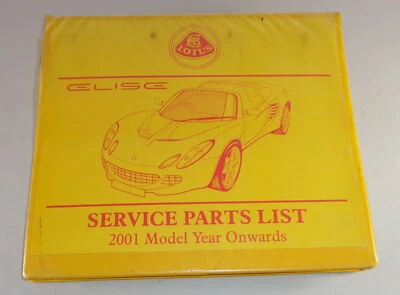 LOTUS
ELISE
SERVICE PARTS LIST
2001 Model Year Onwards